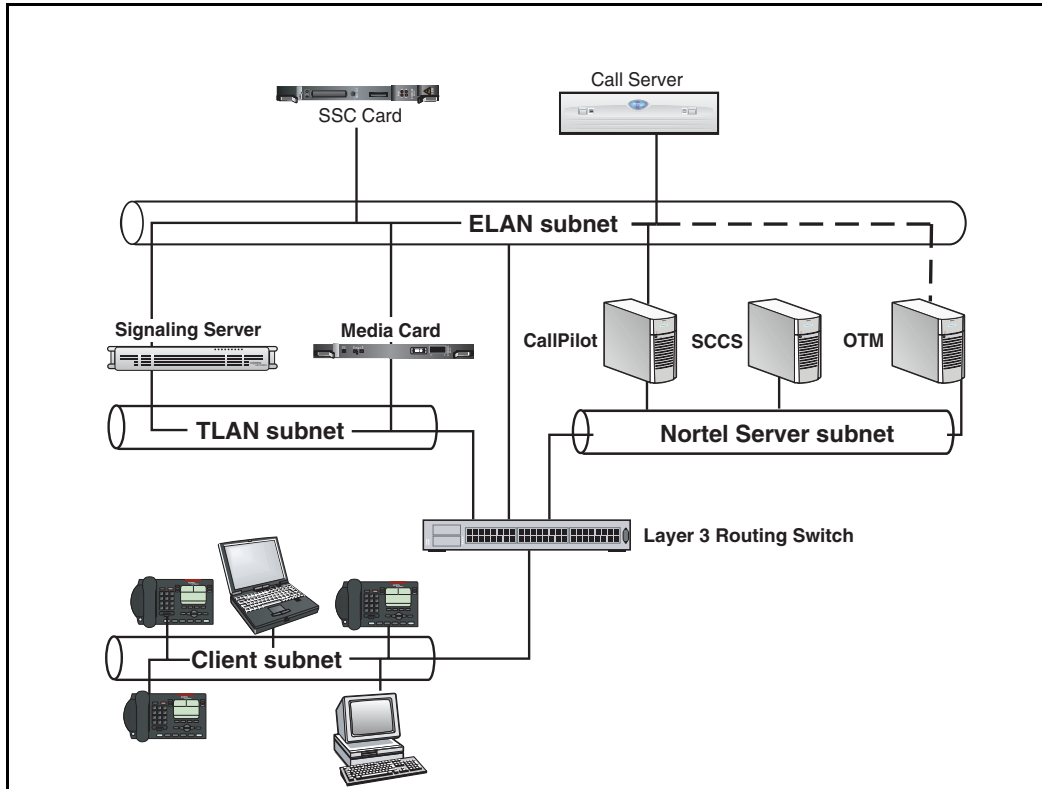 Call Server
SSC Card
ELAN subnet
Signaling Server
Media Card
CallPilot
SCCS
OTM
TLAN subnet
Nortel Server subnet
Layer 3 Routing Switch
Client subnet